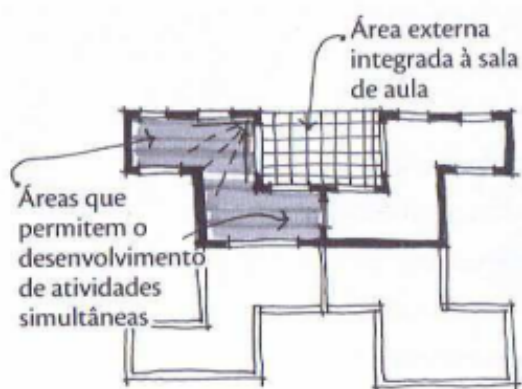 Área externa
integrada à sala
de aula
Áreas que
permitem o
desenvolvimento
de atividades
simultâneas